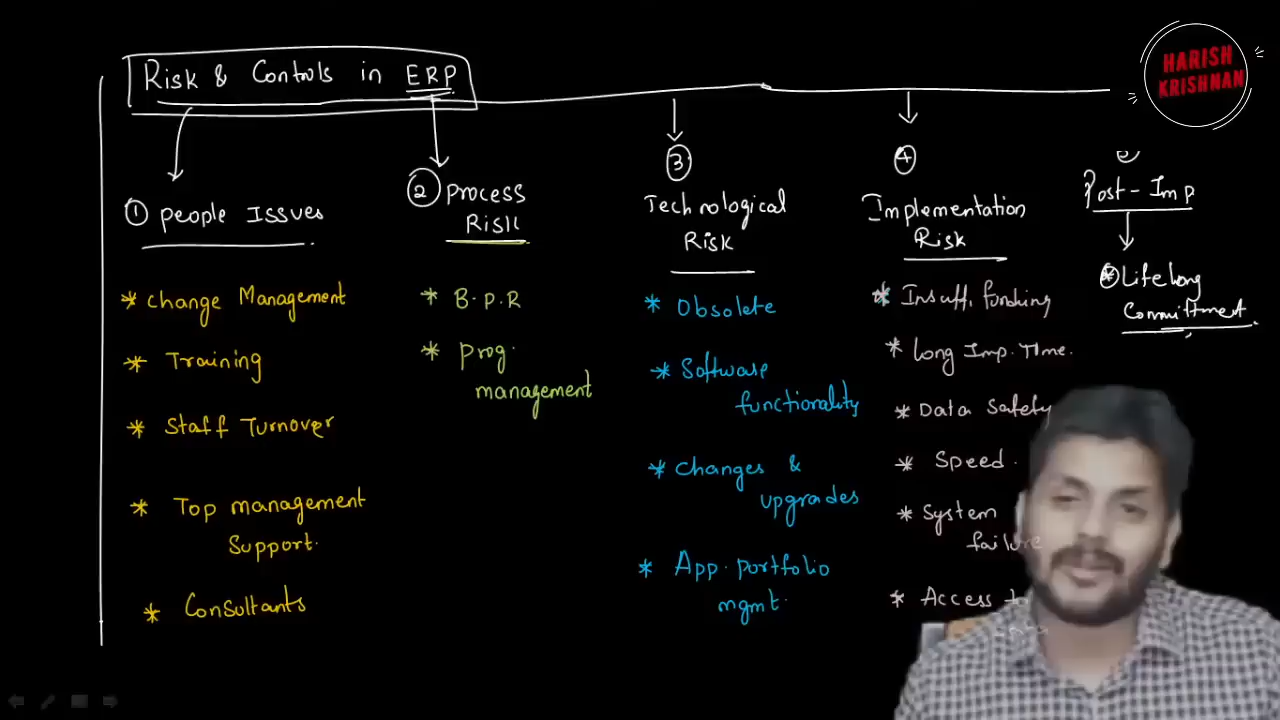 Risk & Controls in ERP
HARISH
KRISHNAN
① People Issues
* Change Management
* Training
* Staff Turnover
* Top management
Support.
* Consultants
② Process
Risk
* B.P.R
* Prog.
management
③
Technological
Risk
* Obsolete
* Software
functionality
* Changes &
upgrades
* App. portfolio
mgmt.
④
Implementation
Risk
* Insuff. funding
* Long Imp. Time.
* Data Safety
* Speed.
* System
failure
* Access
Post-Imp
* Lifelong
Committment.